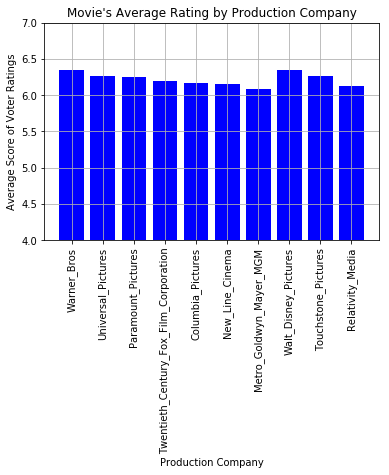 Movie's Average Rating by Production Company
Average Score of Voter Ratings
7.0
6.5
6.0
5.5
5.0
4.5
4.0
Warner_Bros
Universal_Pictures
Paramount_Pictures
Twentieth_Century_Fox_Film_Corporation
Columbia_Pictures
New_Line_Cinema
Metro_Goldwyn_Mayer_MGM
Walt_Disney_Pictures
Touchstone_Pictures
Relativity_Media
Production Company